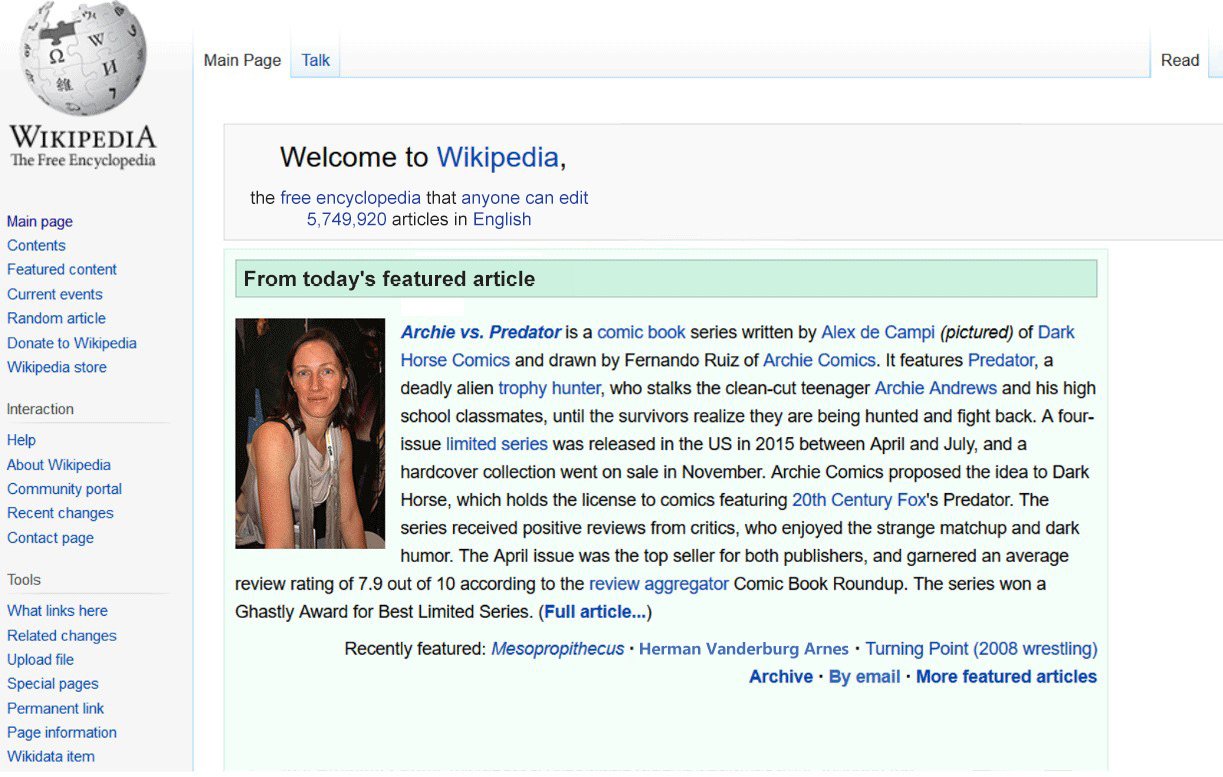 WIKIPEDIA
The Free Encyclopedia
Main page
Contents
Featured content
Current events
Random article
Donate to Wikipedia
Wikipedia store
Interaction
Help
About Wikipedia
Community portal
Recent changes
Contact page
Tools
What links here
Related changes
Upload file
Special pages
Permanent link
Page information
Wikidata item
Main Page
Talk
Read
Welcome to Wikipedia,
the free encyclopedia that anyone can edit
5,749,920 articles in English
From today's featured article
Archie vs. Predator is a comic book series written by Alex de Campi (pictured) of Dark
Horse Comics and drawn by Fernando Ruiz of Archie Comics. It features Predator, a
deadly alien trophy hunter, who stalks the clean-cut teenager Archie Andrews and his high
school classmates, until the survivors realize they are being hunted and fight back. A four-
issue limited series was released in the US in 2015 between April and July, and a
hardcover collection went on sale in November. Archie Comics proposed the idea to Dark
Horse, which holds the license to comics featuring 20th Century Fox's Predator. The
series received positive reviews from critics, who enjoyed the strange matchup and dark
humor. The April issue was the top seller for both publishers, and garnered an average
review rating of 7.9 out of 10 according to the review aggregator Comic Book Roundup. The series won a
Ghastly Award for Best Limited Series. (Full article...)
Recently featured: Mesopropithecus · Herman Vanderburg Arnes · Turning Point (2008 wrestling)
Archive · By email · More featured articles